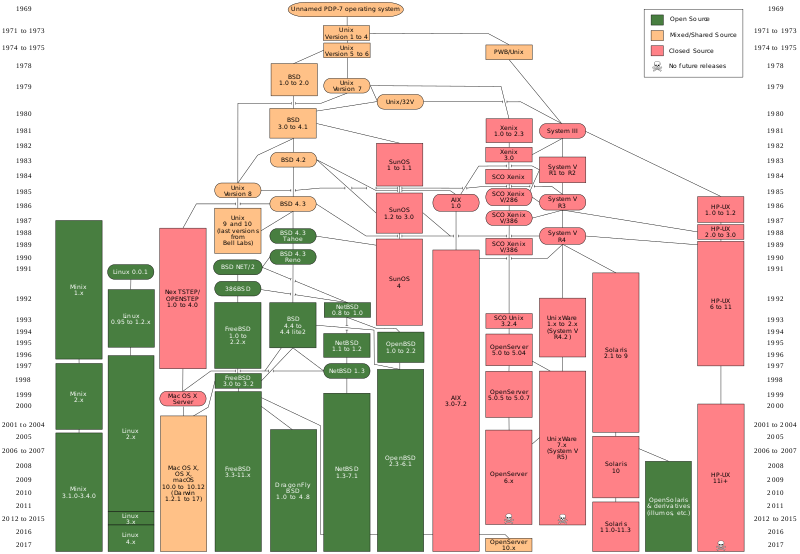 Unnamed PDP-7 operating system
Unix
Version 1 to 4
Unix
Version 5 to 6
PWB/Unix
BSD
1.0 to 2.0
Unix
Version 7
Unix/32V
BSD
3.0 to 4.1
Xenix
1.0 to 2.3
System III
Xenix
3.0
SunOS
1 to 1.1
BSD 4.2
System V
R1 to R2
SCO Xenix
Unix
Version 8
SCO Xenix
V/286
AIX
1.0
System V
R3
BSD 4.3
SunOS
1.2 to 3.0
HP-UX
1.0 to 1.2
SCO Xenix
V/386
Unix
9 and 10
(last versions
from
Bell Labs)
BSD 4.3
Tahoe
System V
R4
HP-UX
2.0 to 3.0
SCO Xenix
V/386
BSD 4.3
Reno
BSD NET/2
Linux 0.0.1
SunOS
4
Minix
1.x
386BSD
NeXTSTEP/
OPENSTEP
1.0 to 4.0
HP-UX
6 to 11
NetBSD
0.8 to 1.0
Linux
0.95 to 1.2.x
SCO Unix
3.2.4
UnixWare
1.x to 2.x
(System V
R4.2)
FreeBSD
1.0 to
2.2.x
BSD
4.4 to
4.4 lite2
NetBSD
1.1 to 1.2
OpenBSD
1.0 to 2.2
OpenServer
5.0 to 5.04
Solaris
2.1 to 9
NetBSD 1.3
FreeBSD
3.0 to 3.2
Minix
2.x
Mac OS X
Server
OpenServer
5.0.5 to 5.0.7
AIX
3.0-7.2
Linux
2.x
UnixWare
7.x
(System V
R5)
Mac OS X,
OS X,
macOS
10.0 to 10.12
(Darwin
1.2.1 to 17)
FreeBSD
3.3-11.x
NetBSD
1.3-7.1
OpenBSD
2.3-6.1
Solaris
10
HP-UX
11i+
OpenServer
6.x
DragonFly
BSD
1.0 to 4.8
Minix
3.1.0-3.4.0
OpenSolaris
& derivatives
(illumos, etc.)
Linux
3.x
Solaris
11.0-11.3
Linux
4.x
OpenServer
10.x
Open Source
Mixed/Shared Source
Closed Source
No future releases
1969
1971 to 1973
1974 to 1975
1978
1979
1980
1981
1982
1983
1984
1985
1986
1987
1988
1989
1990
1991
1992
1993
1994
1995
1996
1997
1998
1999
2000
2001 to 2004
2005
2006 to 2007
2008
2009
2010
2011
2012 to 2015
2016
2017
1969
1971 to 1973
1974 to 1975
1978
1979
1980
1981
1982
1983
1984
1985
1986
1987
1988
1989
1990
1991
1992
1993
1994
1995
1996
1997
1998
1999
2000
2001 to 2004
2005
2006 to 2007
2008
2009
2010
2011
2012 to 2015
2016
2017